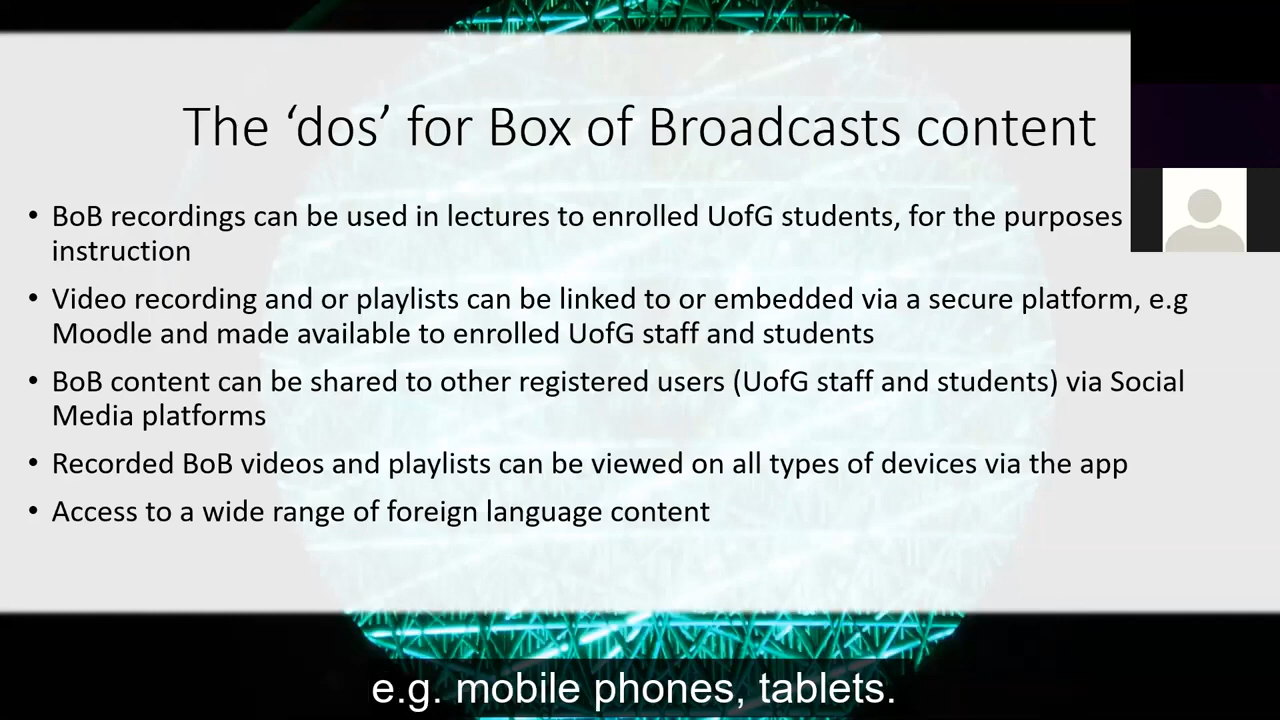 The ‘dos’ for Box of Broadcasts content
• BoB recordings can be used in lectures to enrolled UofG students, for the purposes
instruction
• Video recording and or playlists can be linked to or embedded via a secure platform, e.g
Moodle and made available to enrolled UofG staff and students
• BoB content can be shared to other registered users (UofG staff and students) via Social
Media platforms
• Recorded BoB videos and playlists can be viewed on all types of devices via the app
• Access to a wide range of foreign language content
e.g. mobile phones, tablets.